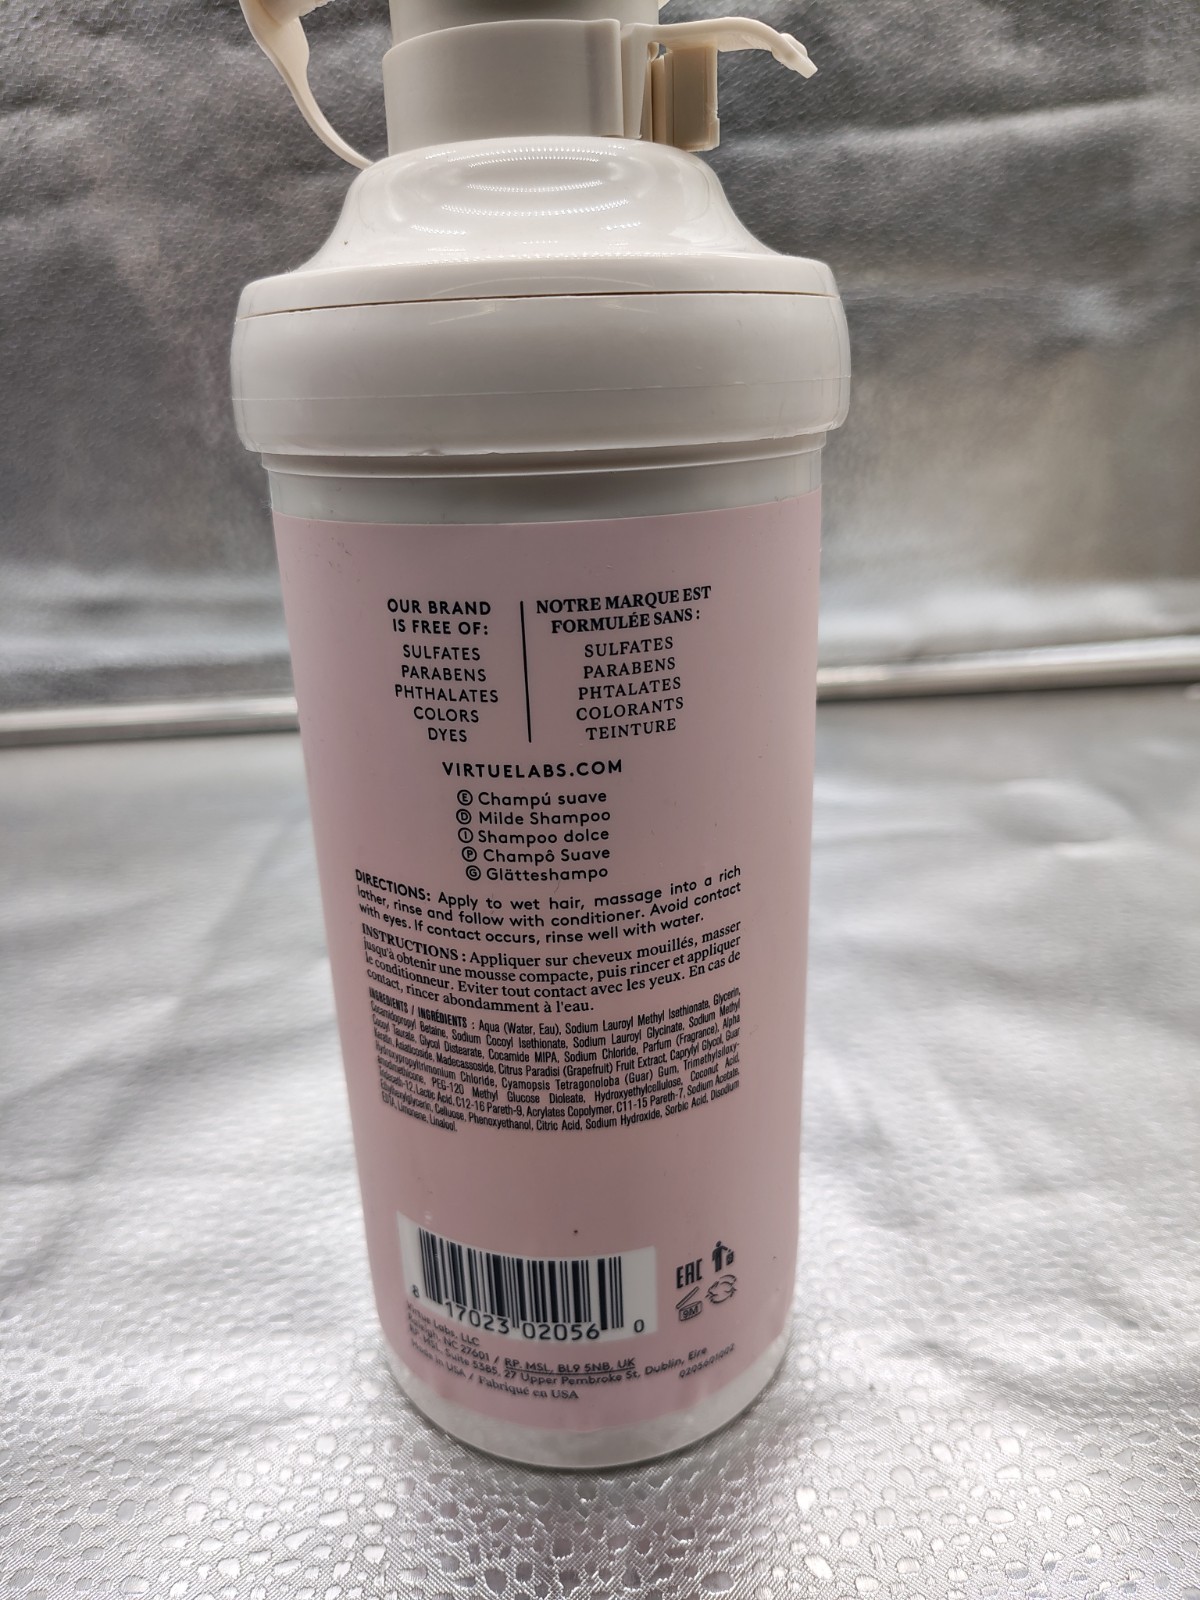 OUR BRAND
IS FREE OF:
SULFATES
PARABENS
PHTHALATES
COLORS
DYES
NOTRE MARQUE EST
FORMULÉE SANS :
SULFATES
PARABENS
PHTALATES
COLORANTS
TEINTURE
VIRTUELABS.COM
Ⓔ Champú suave
Ⓓ Milde Shampoo
Ⓘ Shampoo dolce
Ⓟ Champô Suave
Ⓖ Glätteshampo
DIRECTIONS: Apply to wet hair, massage into a rich
lather, rinse and follow with conditioner. Avoid contact
with eyes. If contact occurs, rinse well with water.
INSTRUCTIONS : Appliquer sur cheveux mouillés, masser
jusqu'à obtenir une mousse compacte, puis rincer et appliquer
le conditionneur. Eviter tout contact avec les yeux. En cas de
contact, rincer abondamment à l'eau.
INGREDIENTS / INGRÉDIENTS : Aqua (Water, Eau), Sodium Lauroyl Methyl Isethionate, Glycerin,
Cocamidopropyl Betaine, Sodium Cocoyl Isethionate, Sodium Lauroyl Glycinate, Sodium Methyl
Cocoyl Taurate, Glycol Distearate, Cocamide MIPA, Sodium Chloride, Parfum (Fragrance), Alpha
Keratin, Asiaticoside, Madecassoside, Citrus Paradisi (Grapefruit) Fruit Extract, Caprylyl Glycol, Guar
Hydroxypropyltrimonium Chloride, Cyamopsis Tetragonoloba (Guar) Gum, Trimethylsiloxy-
amodimethicone, PEG-120 Methyl Glucose Dioleate, Hydroxyethylcellulose, Coconut Acid,
Trideceth-12, Lactic Acid, C12-16 Pareth-9, Acrylates Copolymer, C11-15 Pareth-7, Sodium Acetate,
Ethylhexylglycerin, Cellulose, Phenoxyethanol, Citric Acid, Sodium Hydroxide, Sorbic Acid, Disodium
EDTA, Limonene, Linalool.
8 17023 02056 0
EAC
9M
Virtue Labs, LLC
Raleigh, NC 27601 / RP. MSL, BL9 5NB, UK
RP. MSL, Suite 5385, 27 Upper Pembroke St, Dublin, Eire
Made in USA / Fabriqué en USA